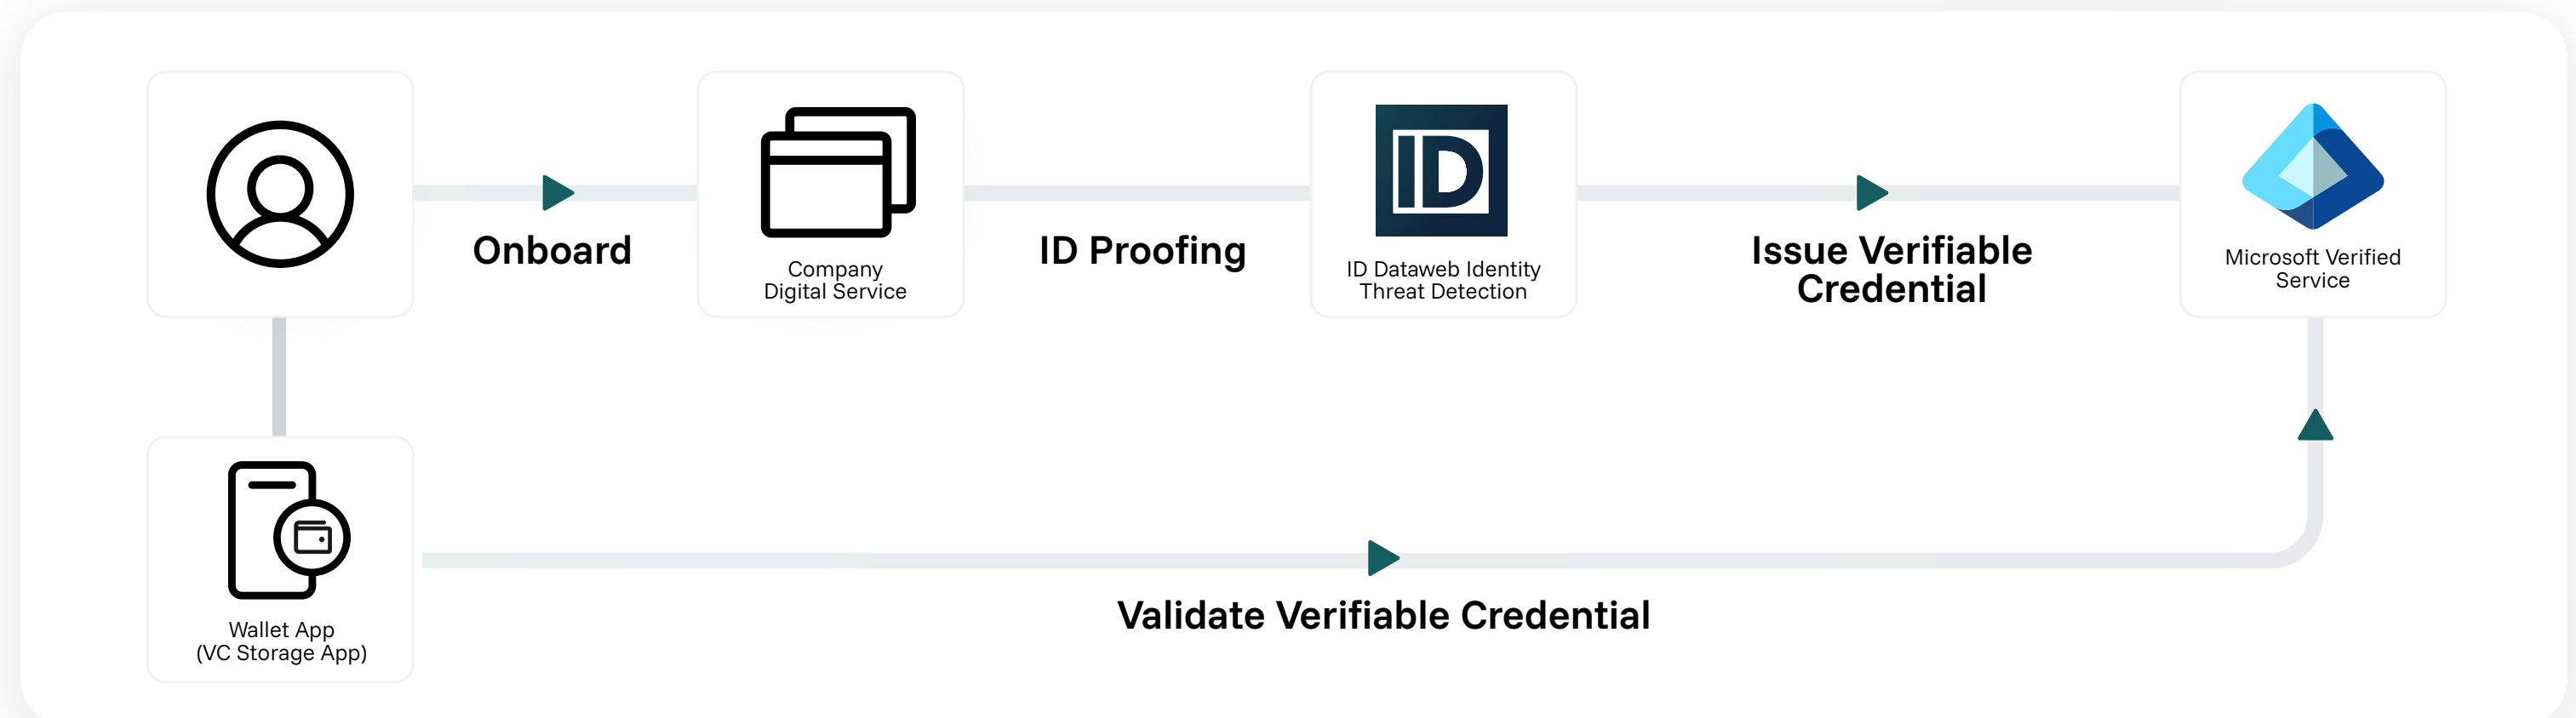 Onboard
Company
Digital Service
ID Proofing
ID
ID Dataweb Identity
Threat Detection
Issue Verifiable
Credential
Microsoft Verified
Service
Wallet App
(VC Storage App)
Validate Verifiable Credential